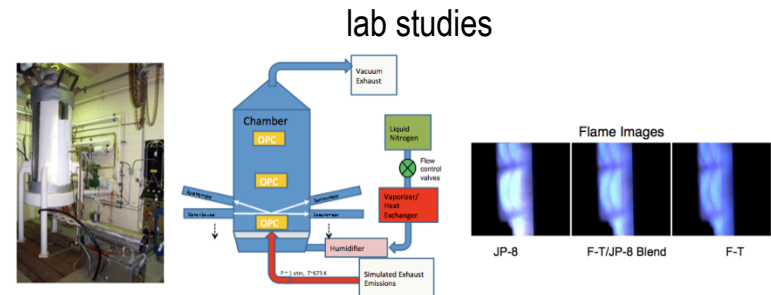 lab studies
Vacuum
Exhaust
Chamber
OPC
OPC
OPC
Liquid
Nitrogen
Flow
control
valves
Vaporizer/
Heat
Exchanger
Humidifier
Simulated Exhaust
Emissions
Flame Images
JP-8
F-T/JP-8 Blend
F-T